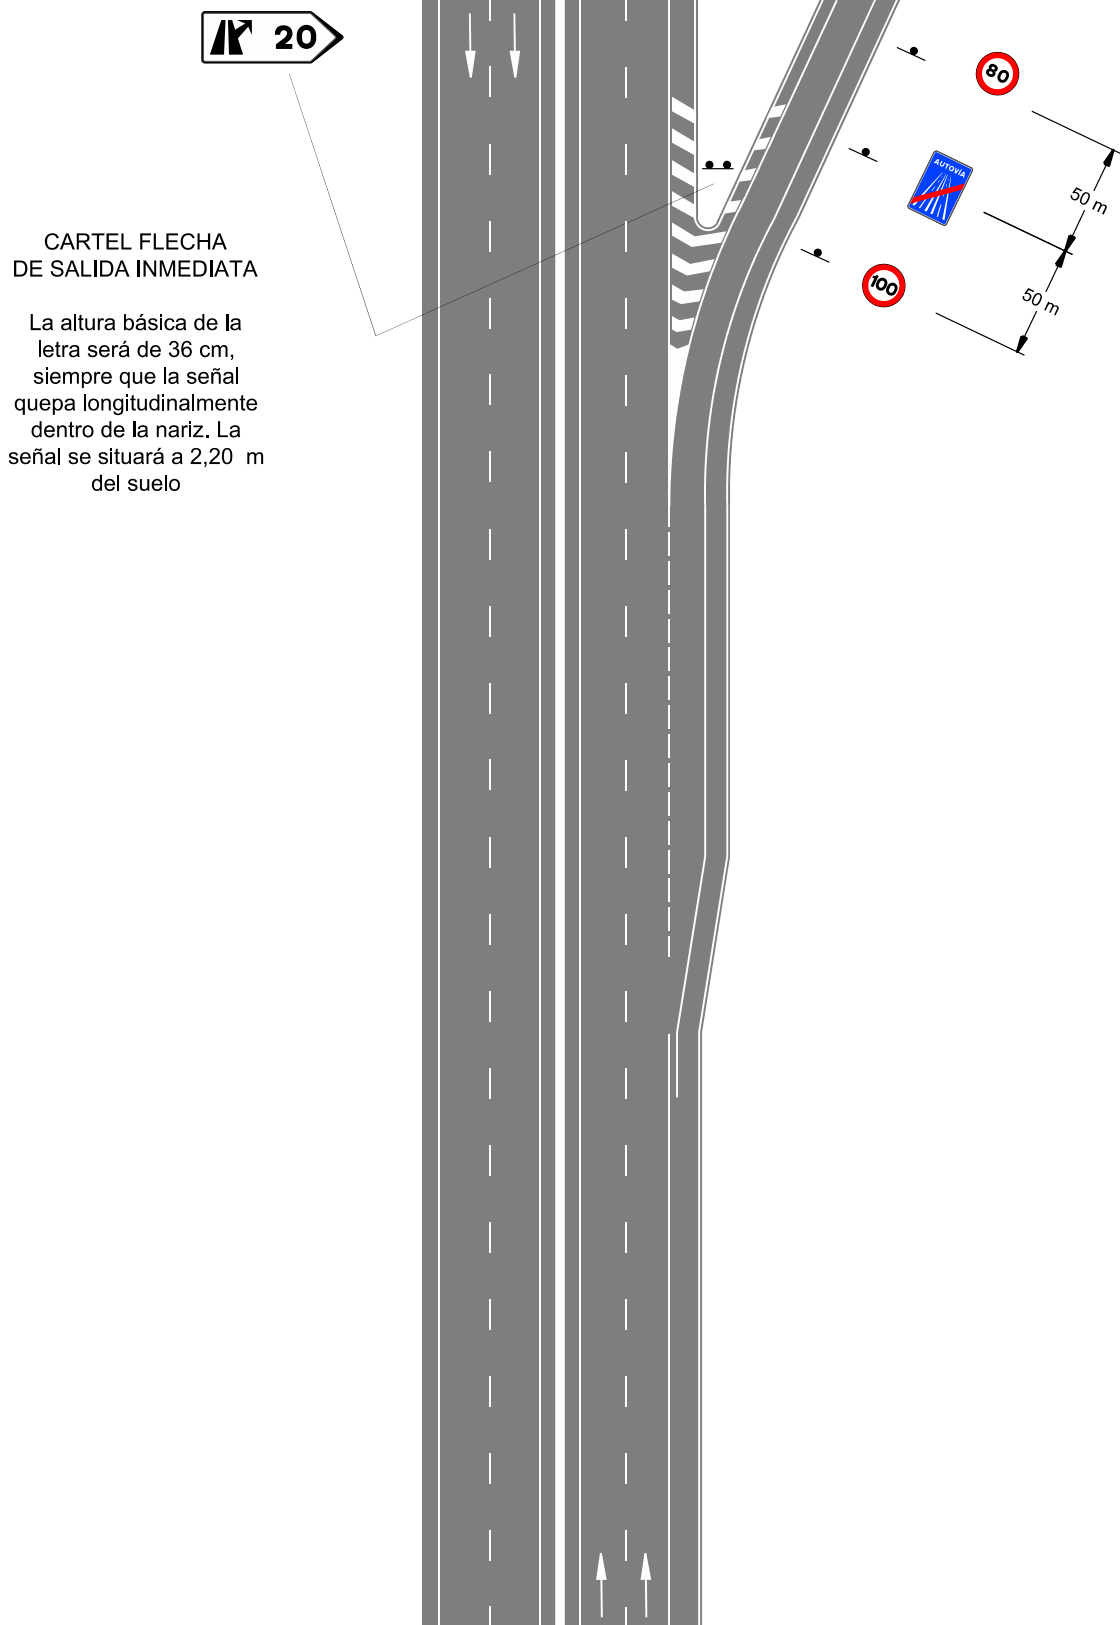 20
CARTEL FLECHA
DE SALIDA INMEDIATA
La altura básica de la
letra será de 36 cm,
siempre que la señal
quepa longitudinalmente
dentro de la nariz. La
señal se situará a 2,20 m
del suelo
80
AUTOVÍA
50 m
100
50 m